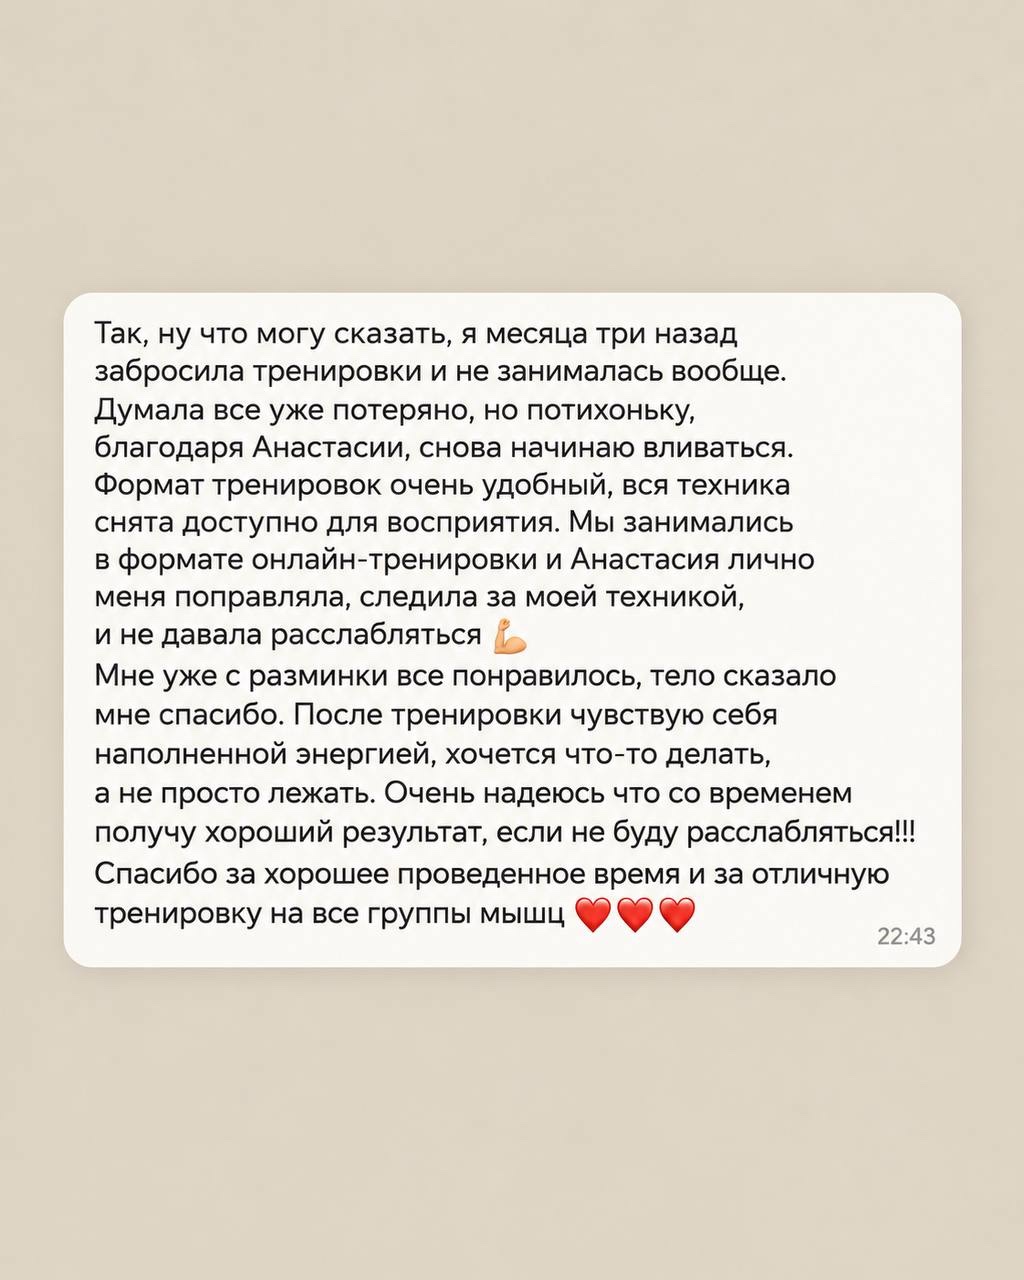 Так, ну что могу сказать, я месяца три назад
забросила тренировки и не занималась вообще.
Думала все уже потеряно, но потихоньку,
благодаря Анастасии, снова начинаю вливаться.
Формат тренировок очень удобный, вся техника
снята доступно для восприятия. Мы занимались
в формате онлайн-тренировки и Анастасия лично
меня поправляла, следила за моей техникой,
и не давала расслабляться 💪🏼
Мне уже с разминки все понравилось, тело сказало
мне спасибо. После тренировки чувствую себя
наполненной энергией, хочется что-то делать,
а не просто лежать. Очень надеюсь что со временем
получу хороший результат, если не буду расслабляться!!!
Спасибо за хорошее проведенное время и за отличную
тренировку на все группы мышц ❤️❤️❤️
22:43